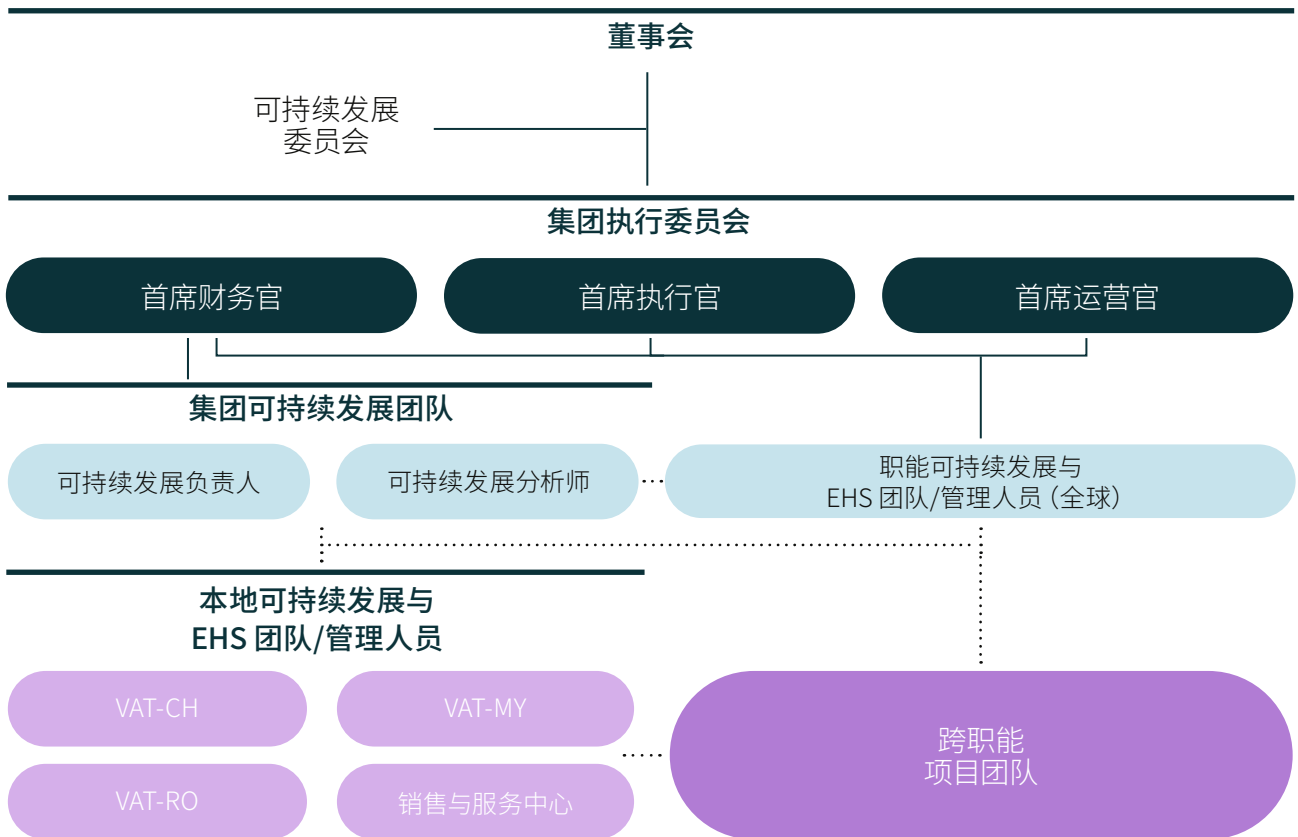 董事会
可持续发展
委员会
集团执行委员会
首席财务官
首席执行官
首席运营官
集团可持续发展团队
可持续发展负责人
可持续发展分析师
职能可持续发展与
EHS 团队/管理人员（全球）
本地可持续发展与
EHS 团队/管理人员
VAT-CH
VAT-MY
VAT-RO
销售与服务中心
跨职能
项目团队